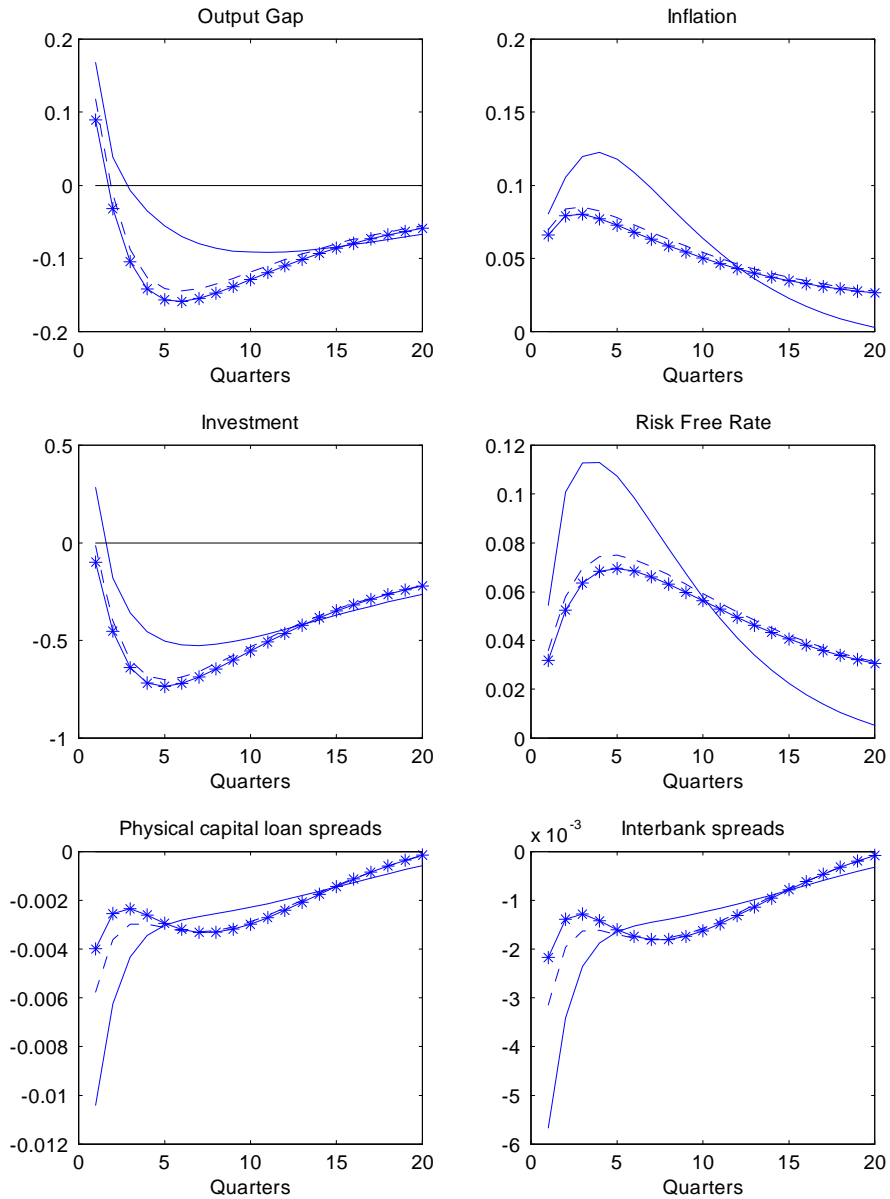 Output Gap
0.2
0.1
0
-0.1
-0.2
0 5 10 15 20
Quarters
Inflation
0.2
0.15
0.1
0.05
0
0 5 10 15 20
Quarters
Investment
0.5
0
-0.5
-1
0 5 10 15 20
Quarters
Risk Free Rate
0.12
0.1
0.08
0.06
0.04
0.02
0
0 5 10 15 20
Quarters
Physical capital loan spreads
0
-0.002
-0.004
-0.006
-0.008
-0.01
-0.012
0 5 10 15 20
Quarters
Interbank spreads
x 10^-3
0
-1
-2
-3
-4
-5
-6
0 5 10 15 20
Quarters